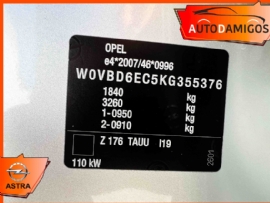 AUTODAMIGOS
OPEL
e4*2007/46*0996
W0VBD6EC5KG355376
1840 kg
3260 kg
1-0950 kg
2-0910 kg
Z 176 TAUU I19
110 kW
2601
ASTRA